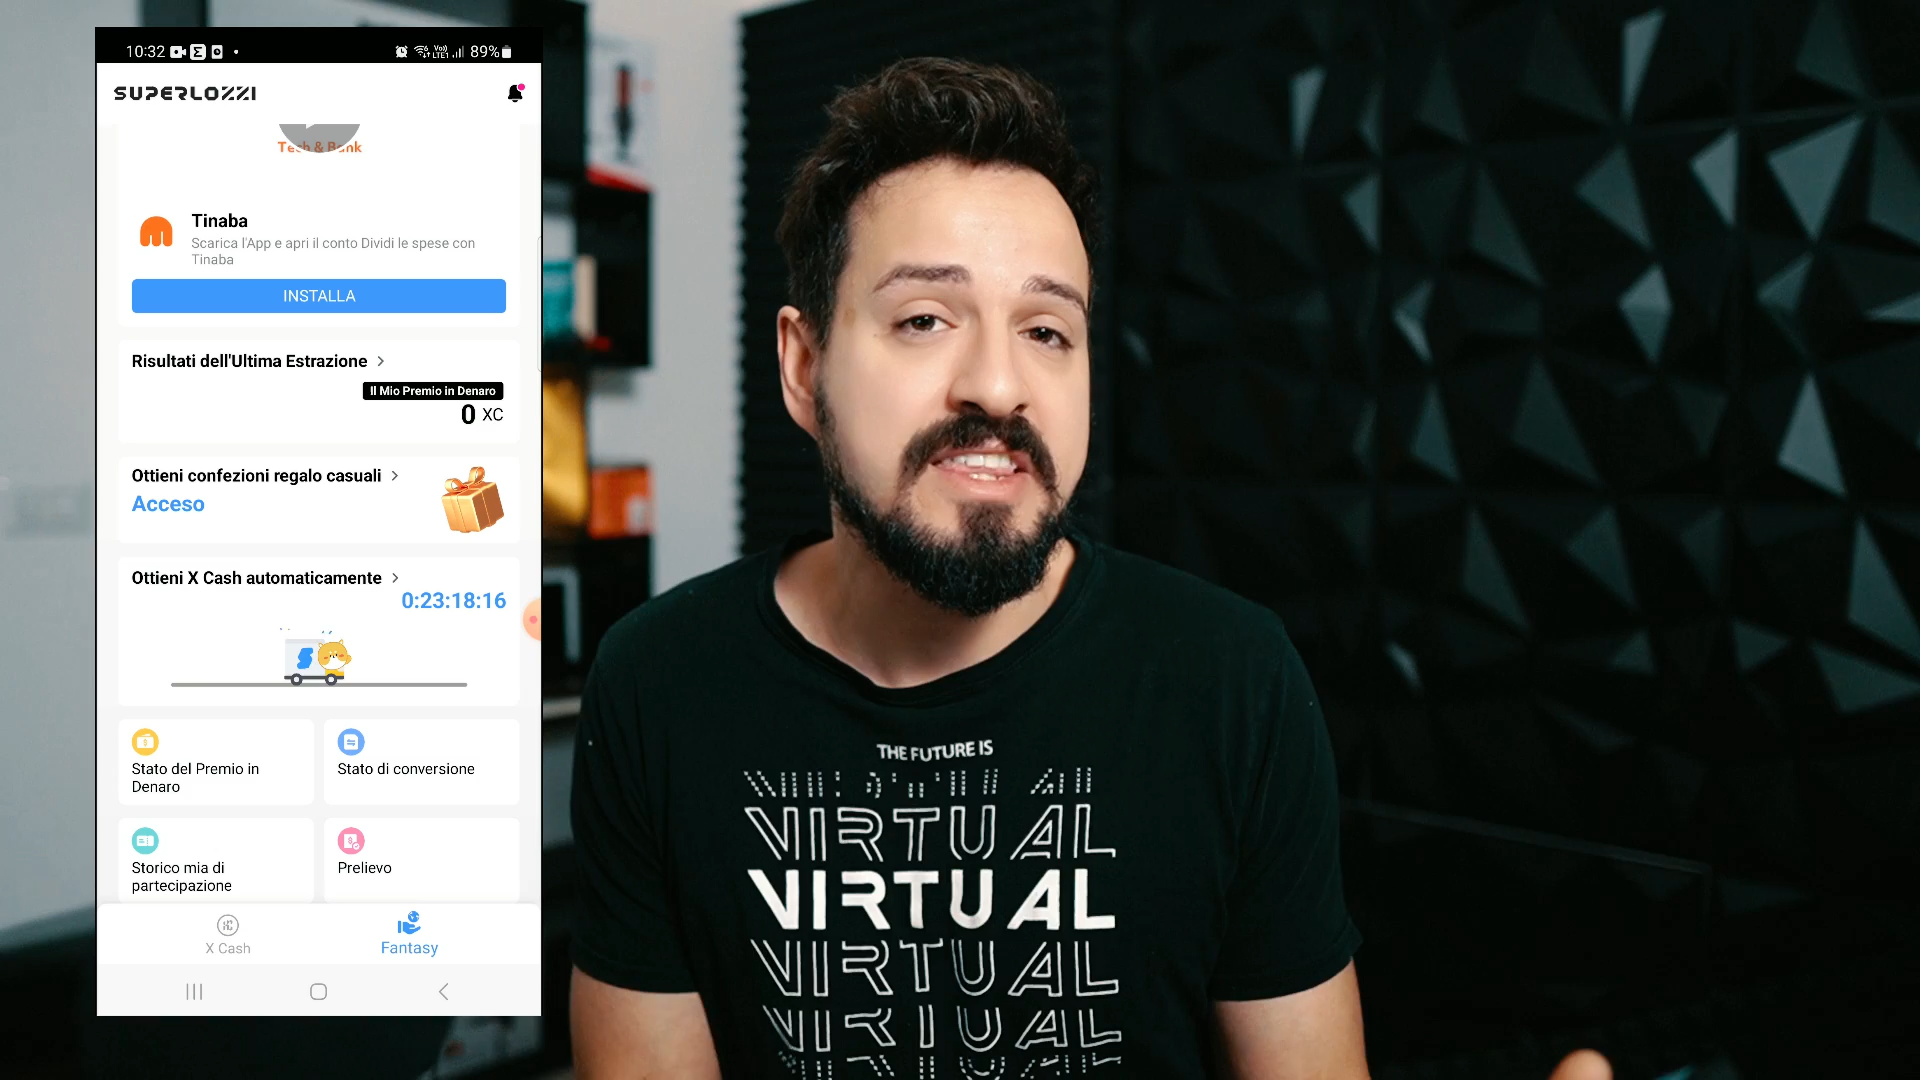 10:32
89%
SUPERLOZZI
Tech & Bank
Tinaba
Scarica l'App e apri il conto Dividi le spese con
Tinaba
INSTALLA
Risultati dell'Ultima Estrazione
Il Mio Premio in Denaro
0 XC
Ottieni confezioni regalo casuali
Acceso
Ottieni X Cash automaticamente
0:23:18:16
Stato del Premio in
Denaro
Stato di conversione
Storico mia di
partecipazione
Prelievo
X Cash
Fantasy
THE FUTURE IS
VIRTUAL
VIRTUAL
VIRTUAL
VIRTUAL
VIRTUAL